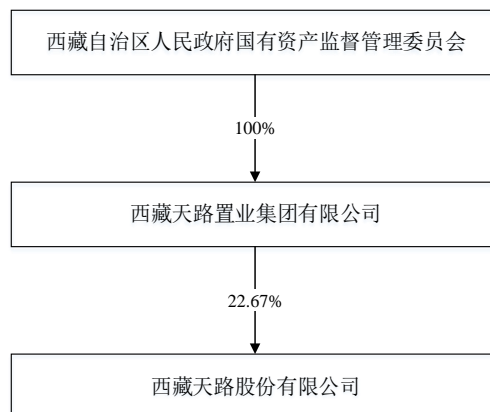 西藏自治区人民政府国有资产监督管理委员会
100%
西藏天路置业集团有限公司
22.67%
西藏天路股份有限公司